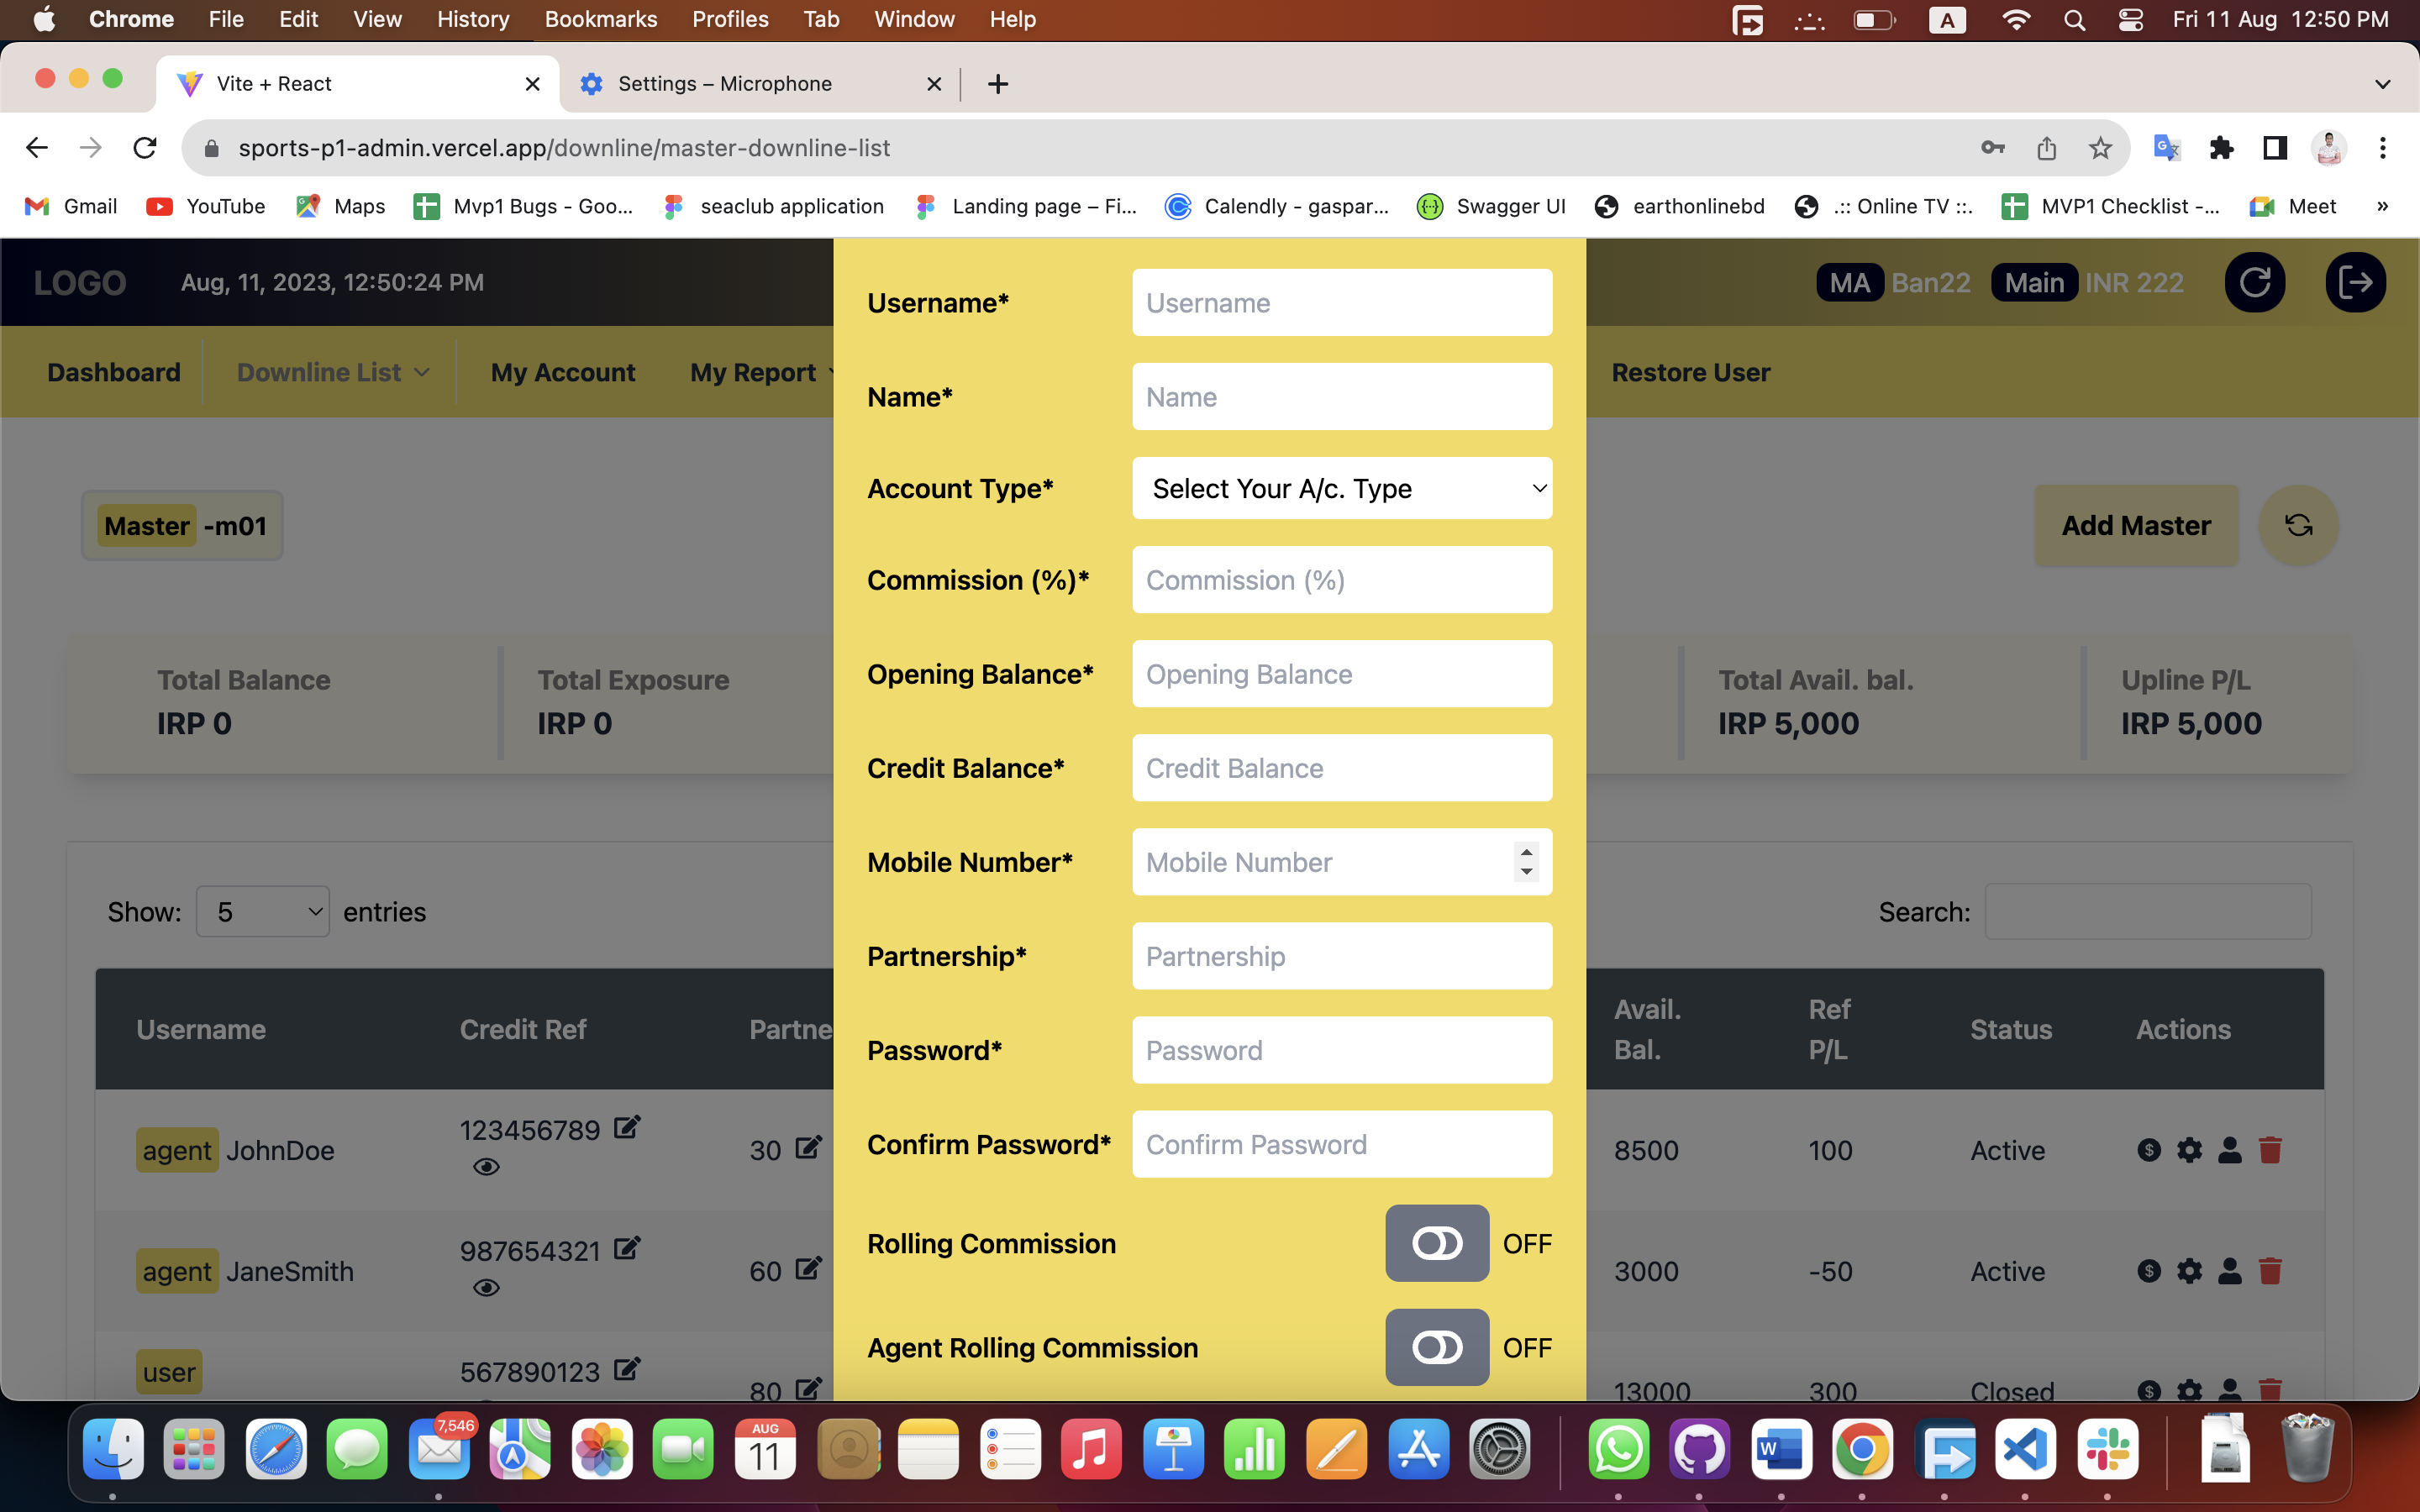 Chrome File Edit View History Bookmarks Profiles Tab Window Help A Fri 11 Aug 12:50 PM
Vite + React Settings – Microphone
sports-p1-admin.vercel.app/downline/master-downline-list
Gmail YouTube Maps Mvp1 Bugs - Goo... seaclub application Landing page – Fi... Calendly - gaspar... Swagger UI earthonlinebd .:: Online TV ::. MVP1 Checklist -... Meet »
LOGO Aug, 11, 2023, 12:50:24 PM MA Ban22 Main INR 222
Dashboard Downline List My Account My Report Restore User
Username* Username
Name* Name
Account Type* Select Your A/c. Type
Master -m01 Add Master
Commission (%)* Commission (%)
Opening Balance* Opening Balance
Total Balance Total Exposure Total Avail. bal. Upline P/L
IRP 0 IRP 0 IRP 5,000 IRP 5,000
Credit Balance* Credit Balance
Mobile Number* Mobile Number
Show: 5 entries Search:
Partnership* Partnership
Username Credit Ref Partne Avail. Bal. Ref P/L Status Actions
Password* Password
agent JohnDoe 123456789 30 8500 100 Active
Confirm Password* Confirm Password
Rolling Commission OFF
agent JaneSmith 987654321 60 3000 -50 Active
Agent Rolling Commission OFF
user 567890123 80 13000 300 Closed
7,546
AUG
11
W